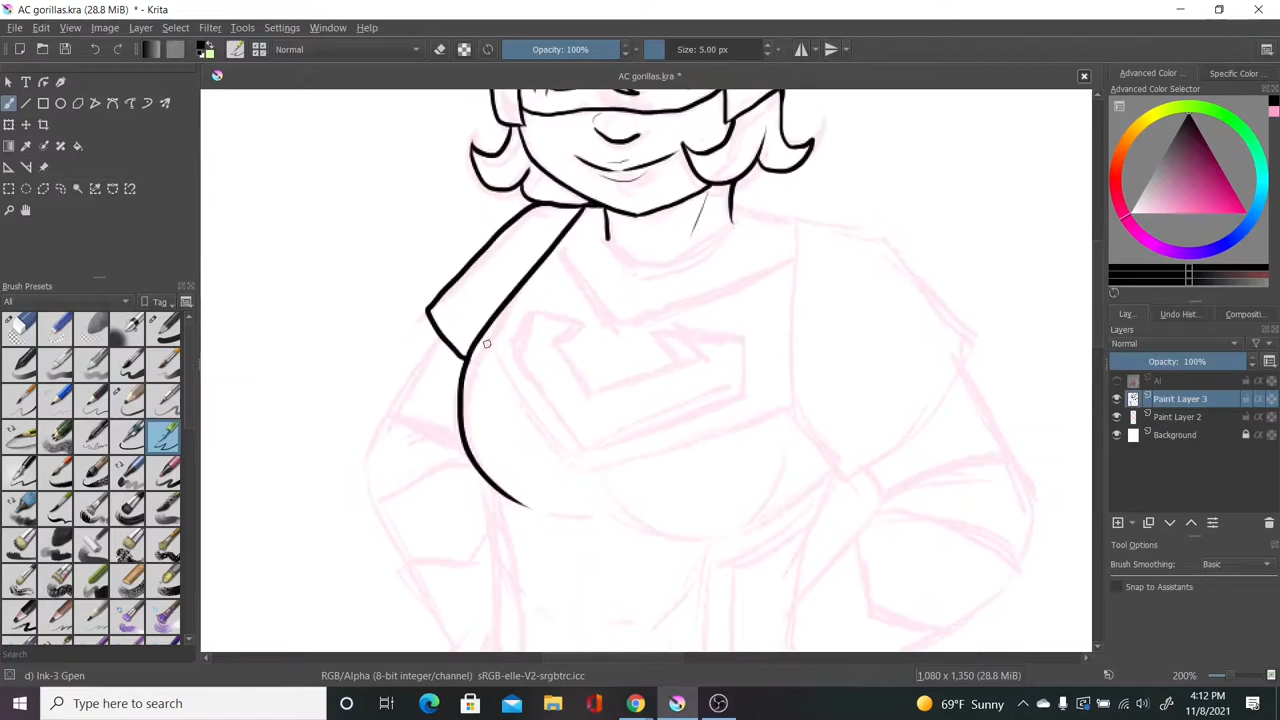 AC gorillas.kra (28.8 MiB) * - Krita
File Edit View Image Layer Filter Tools Settings Window Help
Normal
Opacity: 100%
Size: 5.00 px
AC gorillas.kra *
Advanced Color ...
Specific Color ...
Advanced Color Selector
Brush Presets
All
Tag
Lay...
Undo Hist...
Compositi...
Layers
Normal
Opacity: 100%
AI
Paint Layer 3
Paint Layer 2
Background
Tool Options
Brush Smoothing: Basic
Snap to Assistants
Search
d) Ink-3 Gpen
RGB/Alpha (8-bit integer/channel) sRGB-elle-V2-srgbtrc.icc
1,080 x 1,350 (28.8 MiB)
200%
Type here to search
69°F Sunny
4:12 PM
11/8/2021